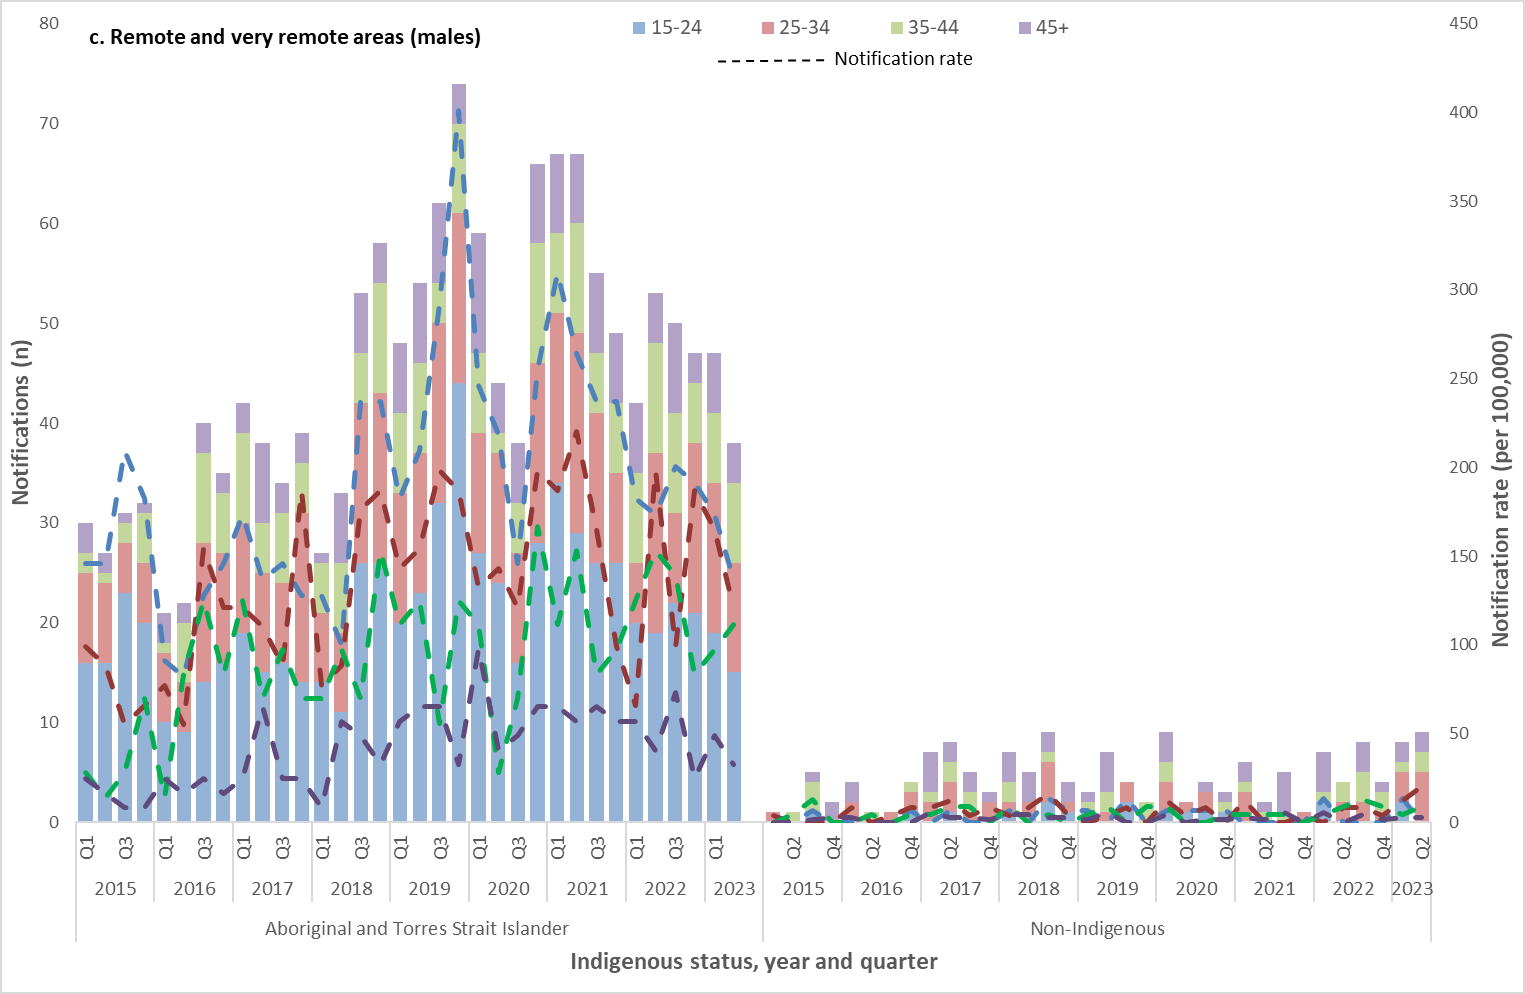 c. Remote and very remote areas (males)
15-24 25-34 35-44 45+
Notification rate
Notifications (n)
80
70
60
50
40
30
20
10
0
Notification rate (per 100,000)
450
400
350
300
250
200
150
100
50
0
Q1 Q3 Q1 Q3 Q1 Q3 Q1 Q3 Q1 Q3 Q1 Q3 Q1 Q3 Q1 Q3 Q1 Q2 Q4 Q2 Q4 Q2 Q4 Q2 Q4 Q2 Q4 Q2 Q4 Q2 Q4 Q2 Q4 Q2
2015 2016 2017 2018 2019 2020 2021 2022 2023 2015 2016 2017 2018 2019 2020 2021 2022 2023
Aboriginal and Torres Strait Islander Non-Indigenous
Indigenous status, year and quarter